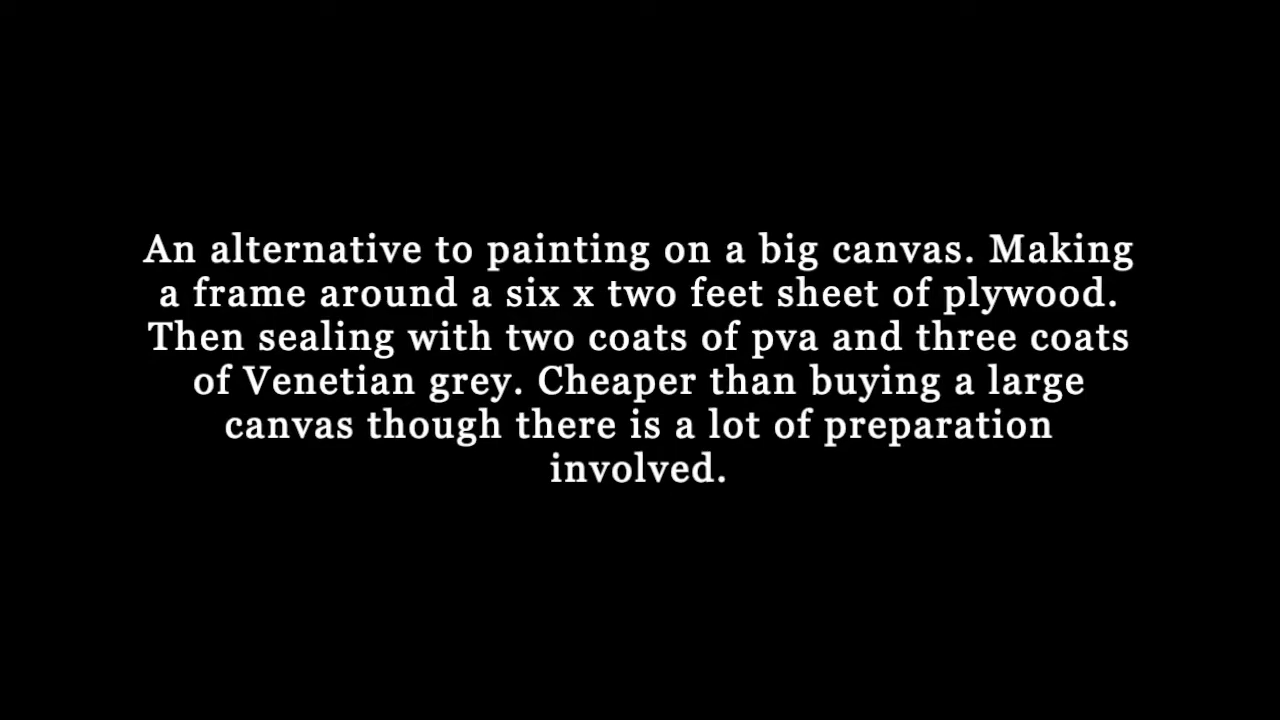 An alternative to painting on a big canvas. Making
a frame around a six x two feet sheet of plywood.
Then sealing with two coats of pva and three coats
of Venetian grey. Cheaper than buying a large
canvas though there is a lot of preparation
involved.